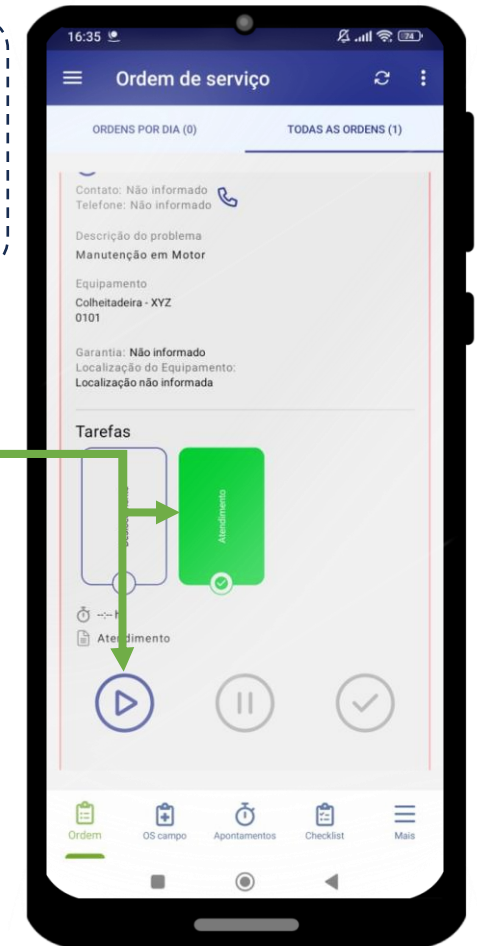 16:35
74
Ordem de serviço
ORDENS POR DIA (0)
TODAS AS ORDENS (1)
Contato: Não informado
Telefone: Não informado
Descrição do problema
Manutenção em Motor
Equipamento
Colheitadeira - XYZ
0101
Garantia: Não informado
Localização do Equipamento:
Localização não informada
Tarefas
Atendimento
Atendimento
Ordem
OS campo
Apontamentos
Checklist
Mais